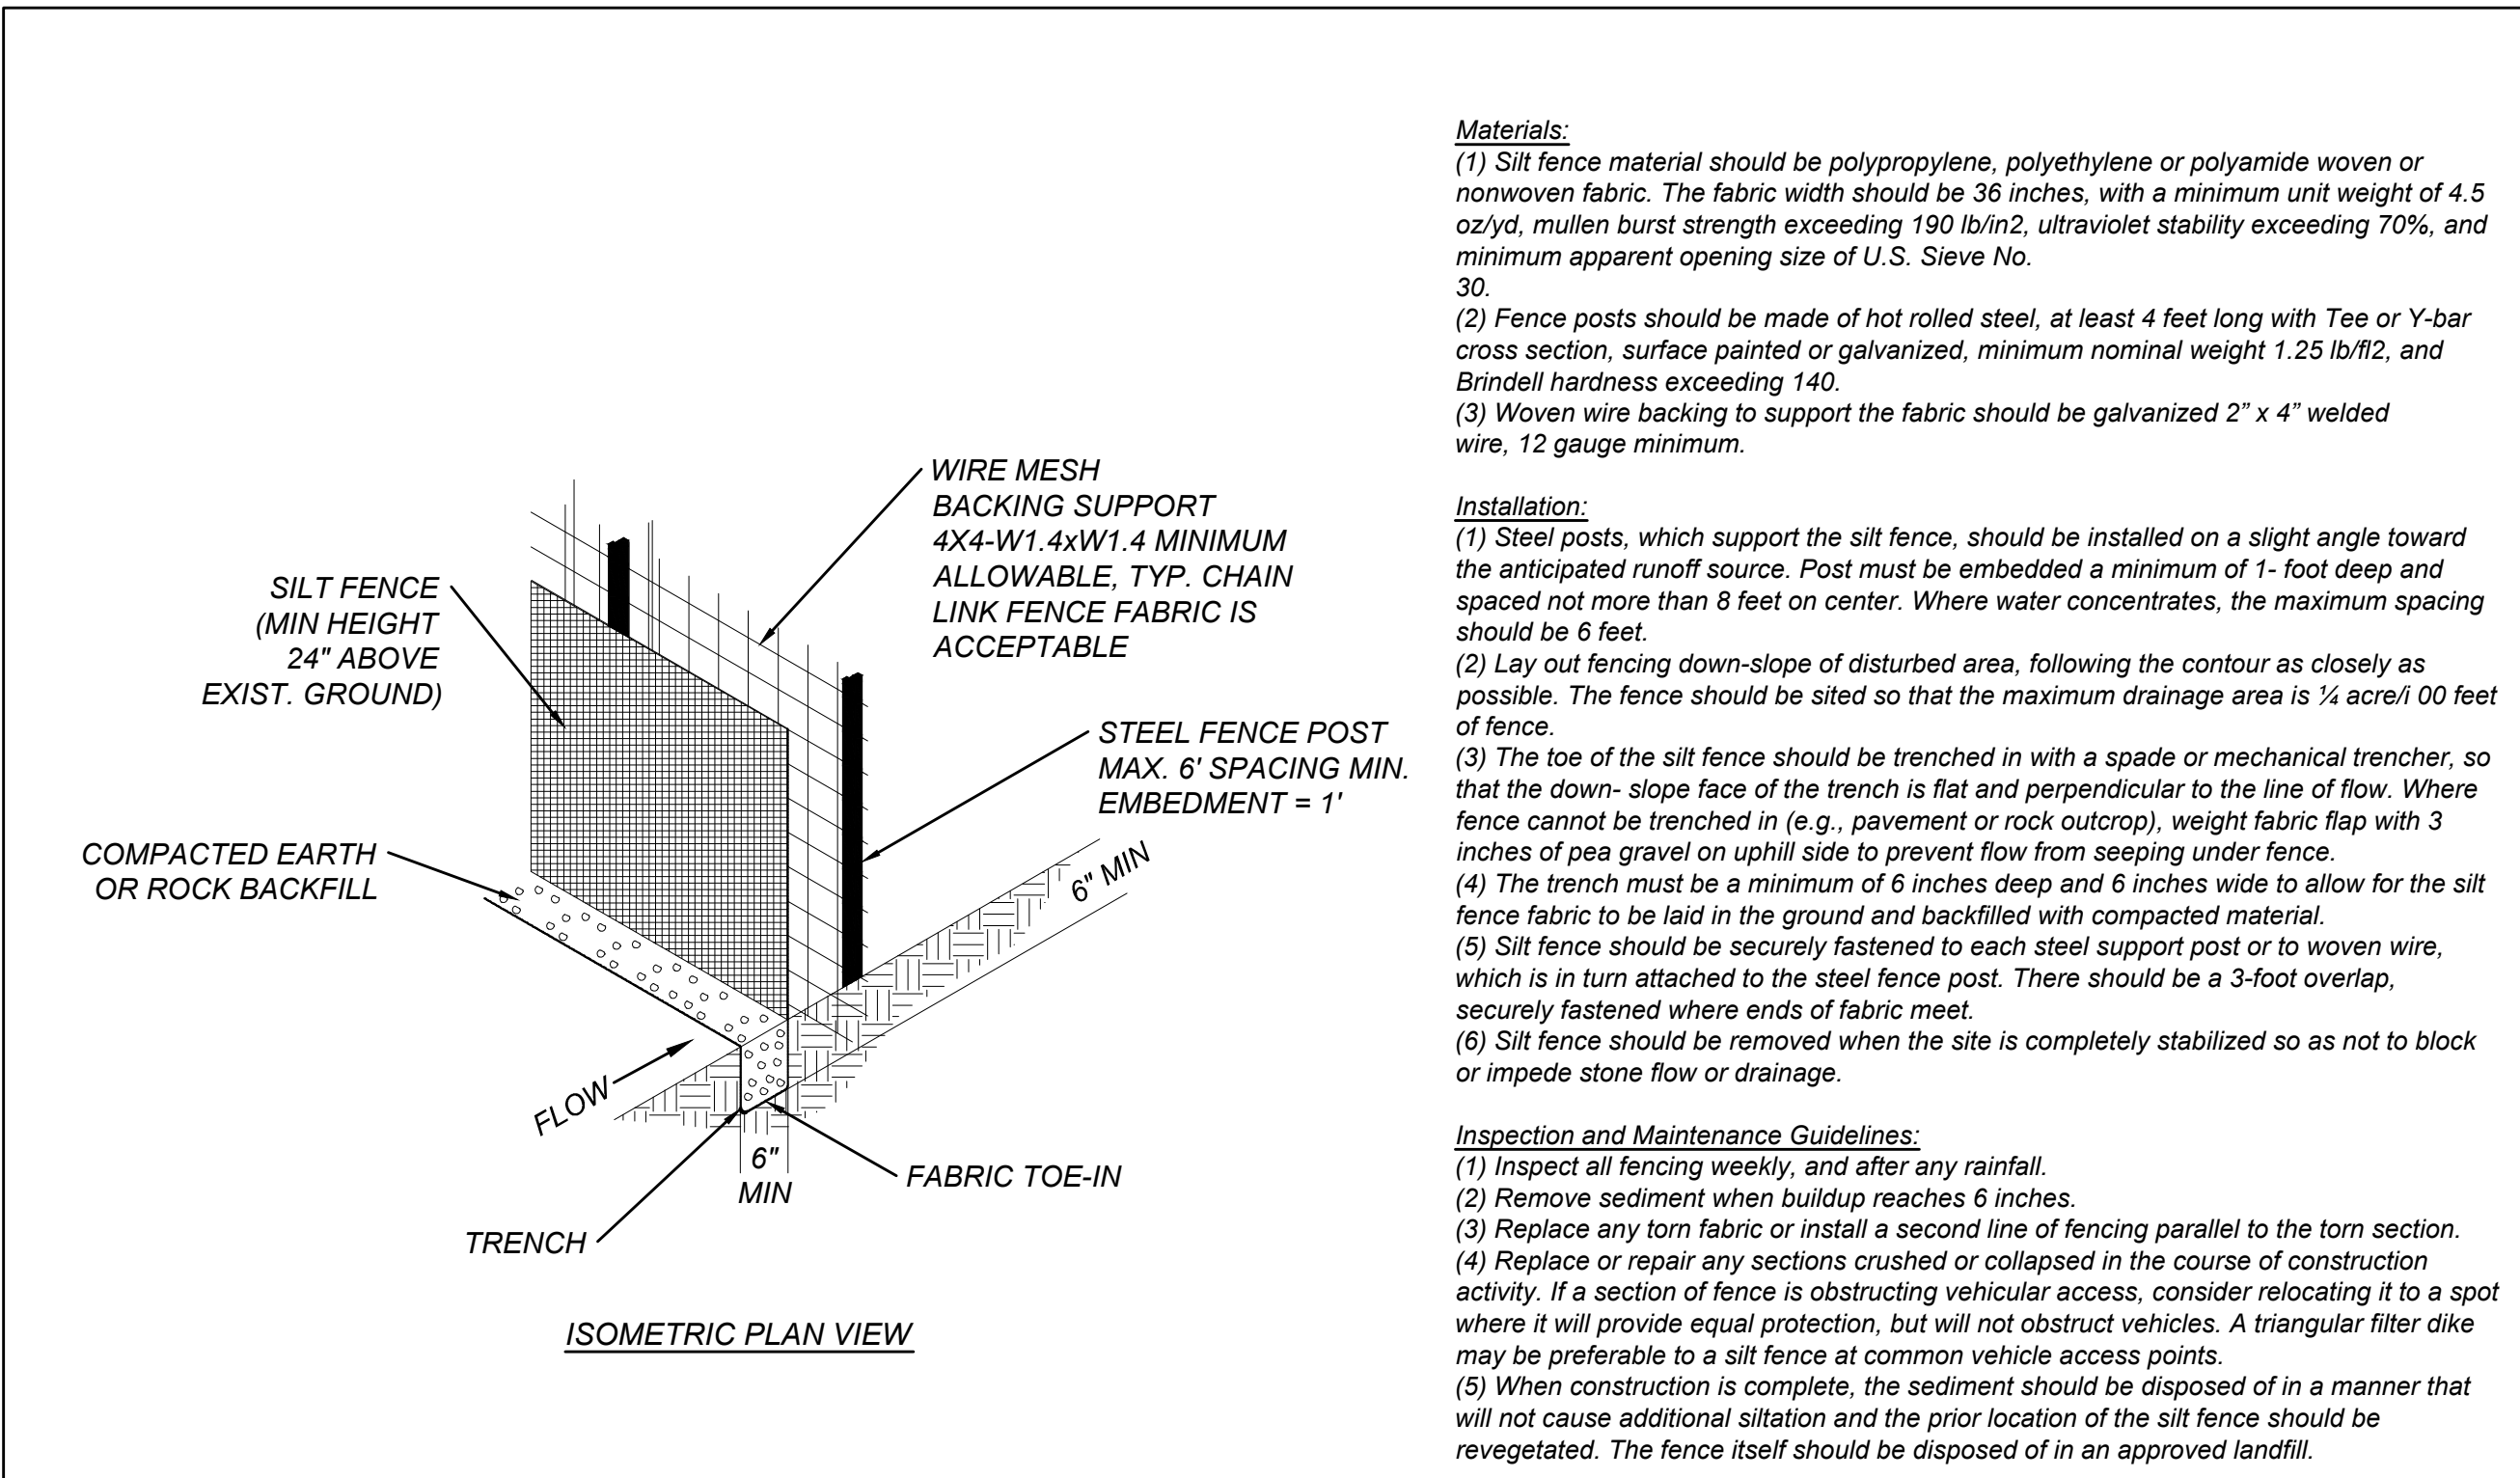 SILT FENCE
(MIN HEIGHT
24" ABOVE
EXIST. GROUND)
COMPACTED EARTH
OR ROCK BACKFILL
WIRE MESH
BACKING SUPPORT
4X4-W1.4xW1.4 MINIMUM
ALLOWABLE, TYP. CHAIN
LINK FENCE FABRIC IS
ACCEPTABLE
STEEL FENCE POST
MAX. 6' SPACING MIN.
EMBEDMENT = 1'
6" MIN
FLOW
6"
MIN
FABRIC TOE-IN
TRENCH
ISOMETRIC PLAN VIEW
Materials:
(1) Silt fence material should be polypropylene, polyethylene or polyamide woven or
nonwoven fabric. The fabric width should be 36 inches, with a minimum unit weight of 4.5
oz/yd, mullen burst strength exceeding 190 lb/in2, ultraviolet stability exceeding 70%, and
minimum apparent opening size of U.S. Sieve No.
30.
(2) Fence posts should be made of hot rolled steel, at least 4 feet long with Tee or Y-bar
cross section, surface painted or galvanized, minimum nominal weight 1.25 lb/fl2, and
Brindell hardness exceeding 140.
(3) Woven wire backing to support the fabric should be galvanized 2” x 4” welded
wire, 12 gauge minimum.
Installation:
(1) Steel posts, which support the silt fence, should be installed on a slight angle toward
the anticipated runoff source. Post must be embedded a minimum of 1- foot deep and
spaced not more than 8 feet on center. Where water concentrates, the maximum spacing
should be 6 feet.
(2) Lay out fencing down-slope of disturbed area, following the contour as closely as
possible. The fence should be sited so that the maximum drainage area is ¼ acre/i 00 feet
of fence.
(3) The toe of the silt fence should be trenched in with a spade or mechanical trencher, so
that the down- slope face of the trench is flat and perpendicular to the line of flow. Where
fence cannot be trenched in (e.g., pavement or rock outcrop), weight fabric flap with 3
inches of pea gravel on uphill side to prevent flow from seeping under fence.
(4) The trench must be a minimum of 6 inches deep and 6 inches wide to allow for the silt
fence fabric to be laid in the ground and backfilled with compacted material.
(5) Silt fence should be securely fastened to each steel support post or to woven wire,
which is in turn attached to the steel fence post. There should be a 3-foot overlap,
securely fastened where ends of fabric meet.
(6) Silt fence should be removed when the site is completely stabilized so as not to block
or impede stone flow or drainage.
Inspection and Maintenance Guidelines:
(1) Inspect all fencing weekly, and after any rainfall.
(2) Remove sediment when buildup reaches 6 inches.
(3) Replace any torn fabric or install a second line of fencing parallel to the torn section.
(4) Replace or repair any sections crushed or collapsed in the course of construction
activity. If a section of fence is obstructing vehicular access, consider relocating it to a spot
where it will provide equal protection, but will not obstruct vehicles. A triangular filter dike
may be preferable to a silt fence at common vehicle access points.
(5) When construction is complete, the sediment should be disposed of in a manner that
will not cause additional siltation and the prior location of the silt fence should be
revegetated. The fence itself should be disposed of in an approved landfill.